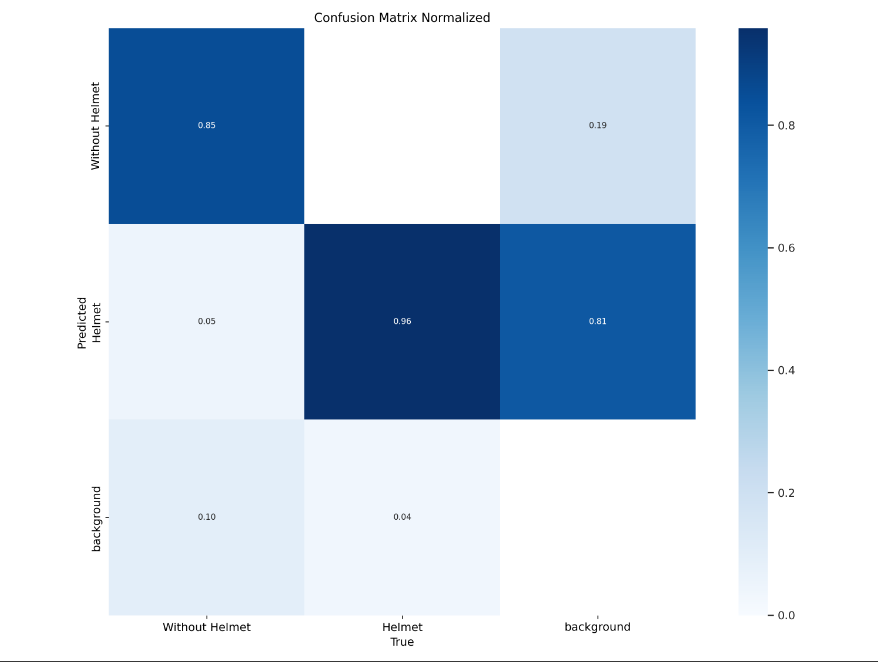 Confusion Matrix Normalized
Without Helmet
0.85
0.19
0.8
0.6
Predicted
Helmet
0.05
0.96
0.81
0.4
0.2
background
0.10
0.04
0.0
Without Helmet
Helmet
background
True